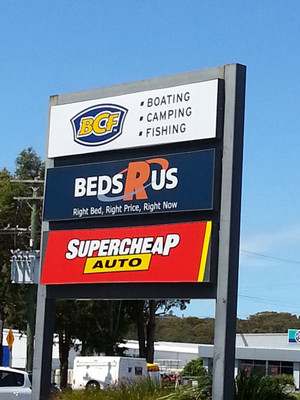 BCF
▪ BOATING
▪ CAMPING
▪ FISHING
BEDS R US
Right Bed, Right Price, Right Now
SUPERCHEAP
AUTO